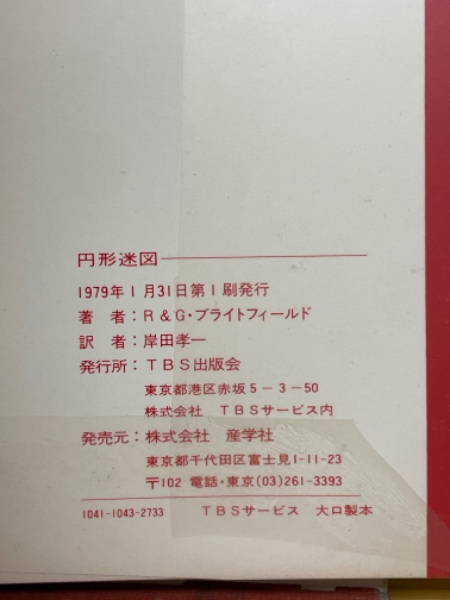 円形迷図
1979年1月31日第1刷発行
著 者：R&G・ブライトフィールド
訳 者：岸田孝一
発行所：TBS出版会
東京都港区赤坂5-3-50
株式会社 TBSサービス内
発売元：株式会社 産学社
東京都千代田区富士見1-11-23
〒102 電話・東京(03)261-3393
1041-1043-2733 TBSサービス 大口製本